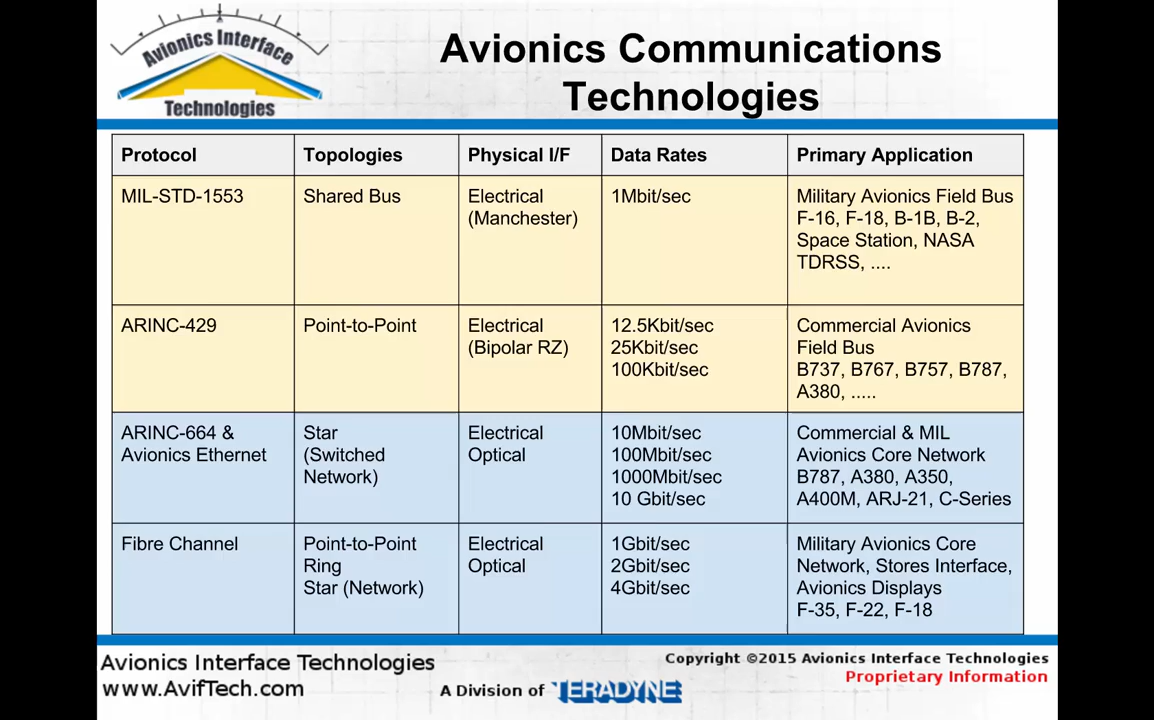 Avionics Interface
Technologies
Avionics Communications
Technologies
Protocol
Topologies
Physical I/F
Data Rates
Primary Application
MIL-STD-1553
Shared Bus
Electrical
(Manchester)
1Mbit/sec
Military Avionics Field Bus
F-16, F-18, B-1B, B-2,
Space Station, NASA
TDRSS, ....
ARINC-429
Point-to-Point
Electrical
(Bipolar RZ)
12.5Kbit/sec
25Kbit/sec
100Kbit/sec
Commercial Avionics
Field Bus
B737, B767, B757, B787,
A380, .....
ARINC-664 &
Avionics Ethernet
Star
(Switched
Network)
Electrical
Optical
10Mbit/sec
100Mbit/sec
1000Mbit/sec
10 Gbit/sec
Commercial & MIL
Avionics Core Network
B787, A380, A350,
A400M, ARJ-21, C-Series
Fibre Channel
Point-to-Point
Ring
Star (Network)
Electrical
Optical
1Gbit/sec
2Gbit/sec
4Gbit/sec
Military Avionics Core
Network, Stores Interface,
Avionics Displays
F-35, F-22, F-18
Avionics Interface Technologies
www.AvifTech.com
A Division of TERADYNE
Copyright ©2015 Avionics Interface Technologies
Proprietary Information